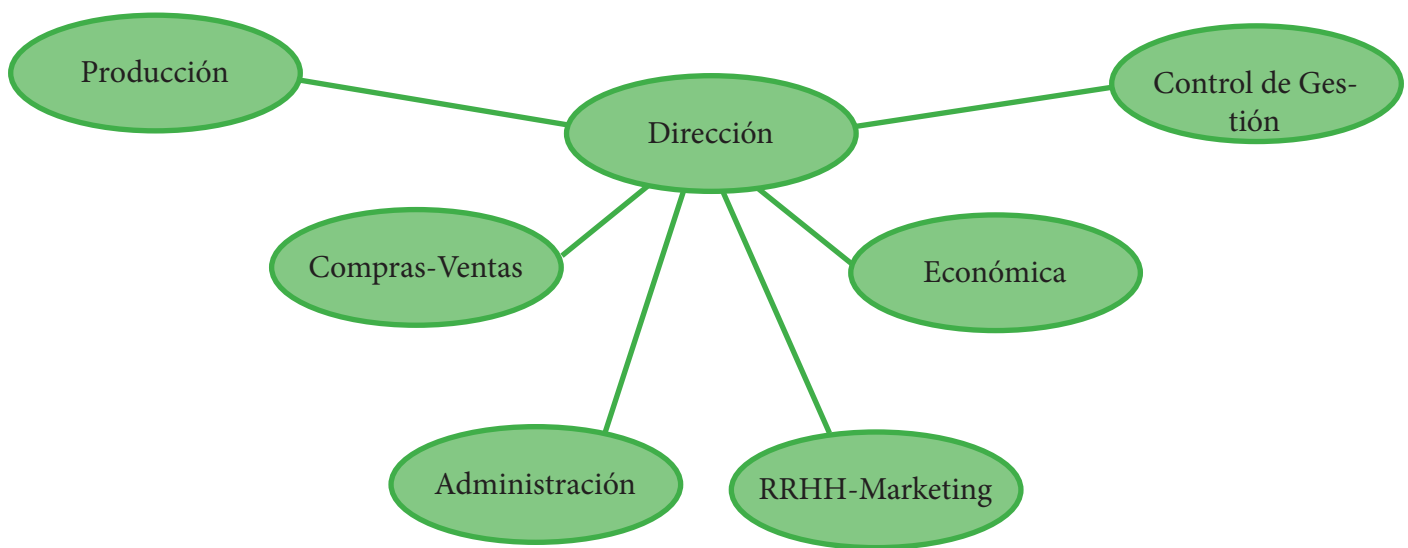 Producción
Control de Ges-
tión
Dirección
Compras-Ventas
Económica
Administración
RRHH-Marketing